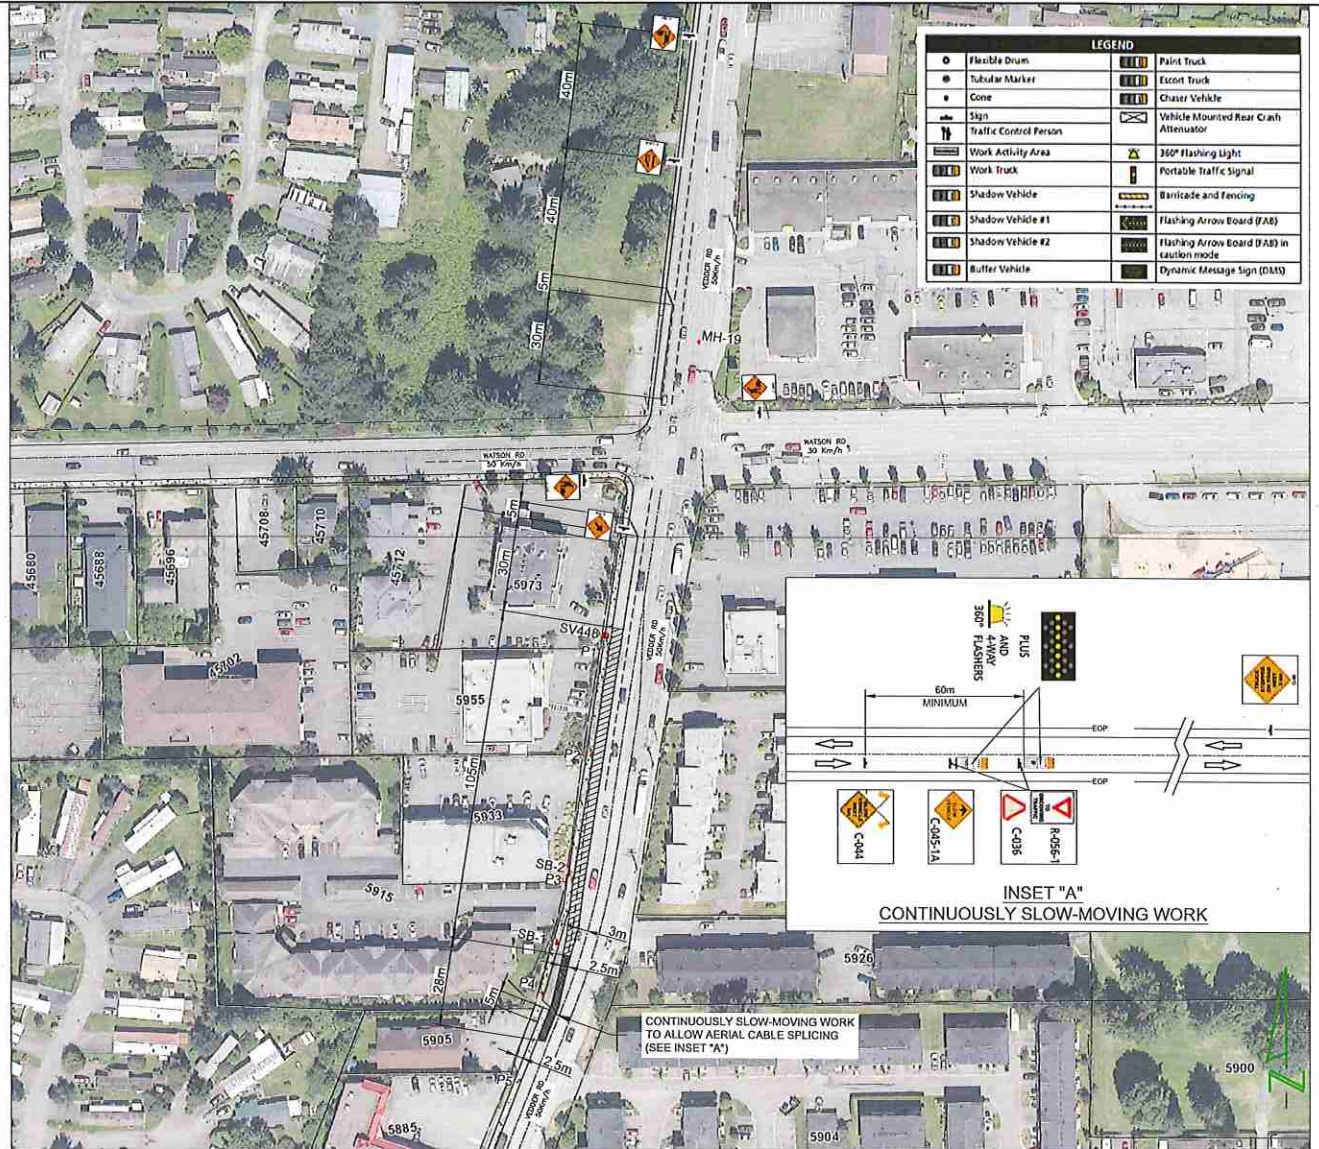 LEGEND
Flexible Drum
Paint Truck
Tubular Marker
Escort Truck
Cone
Chaser Vehicle
Sign
Vehicle Mounted Rear Crash
Attenuator
Traffic Control Person
Work Activity Area
360° Flashing Light
Work Truck
Portable Traffic Signal
Shadow Vehicle
Barricade and Fencing
Shadow Vehicle #1
Flashing Arrow Board (FAB)
Shadow Vehicle #2
Flashing Arrow Board (FAB) in
caution mode
Buffer Vehicle
Dynamic Message Sign (DMS)
40m
40m
5m
30m
VEDDER RD
50Km/h
MH-19
WATSON RD
50 Km/h
WATSON RD
30 Km/h
5m
30m
45680
45688
45696
45708
45710
45712
5973
SV448
VEDDER RD
50Km/h
45702
5955
105m
5933
SB-2
P3
5915
SB-1
3m
2.5m
P4
28m
5m
5905
2.5m
P5
VEDDER RD
50Km/h
5885
5926
5904
5900
CONTINUOUSLY SLOW-MOVING WORK
TO ALLOW AERIAL CABLE SPLICING
(SEE INSET "A")
PLUS
360°
AND
4-WAY
FLASHERS
60m
MINIMUM
EOP
EOP
C-044
C-045-1A
C-036
TO
ONCOMING
TRAFFIC
R-056-1
INSET "A"
CONTINUOUSLY SLOW-MOVING WORK